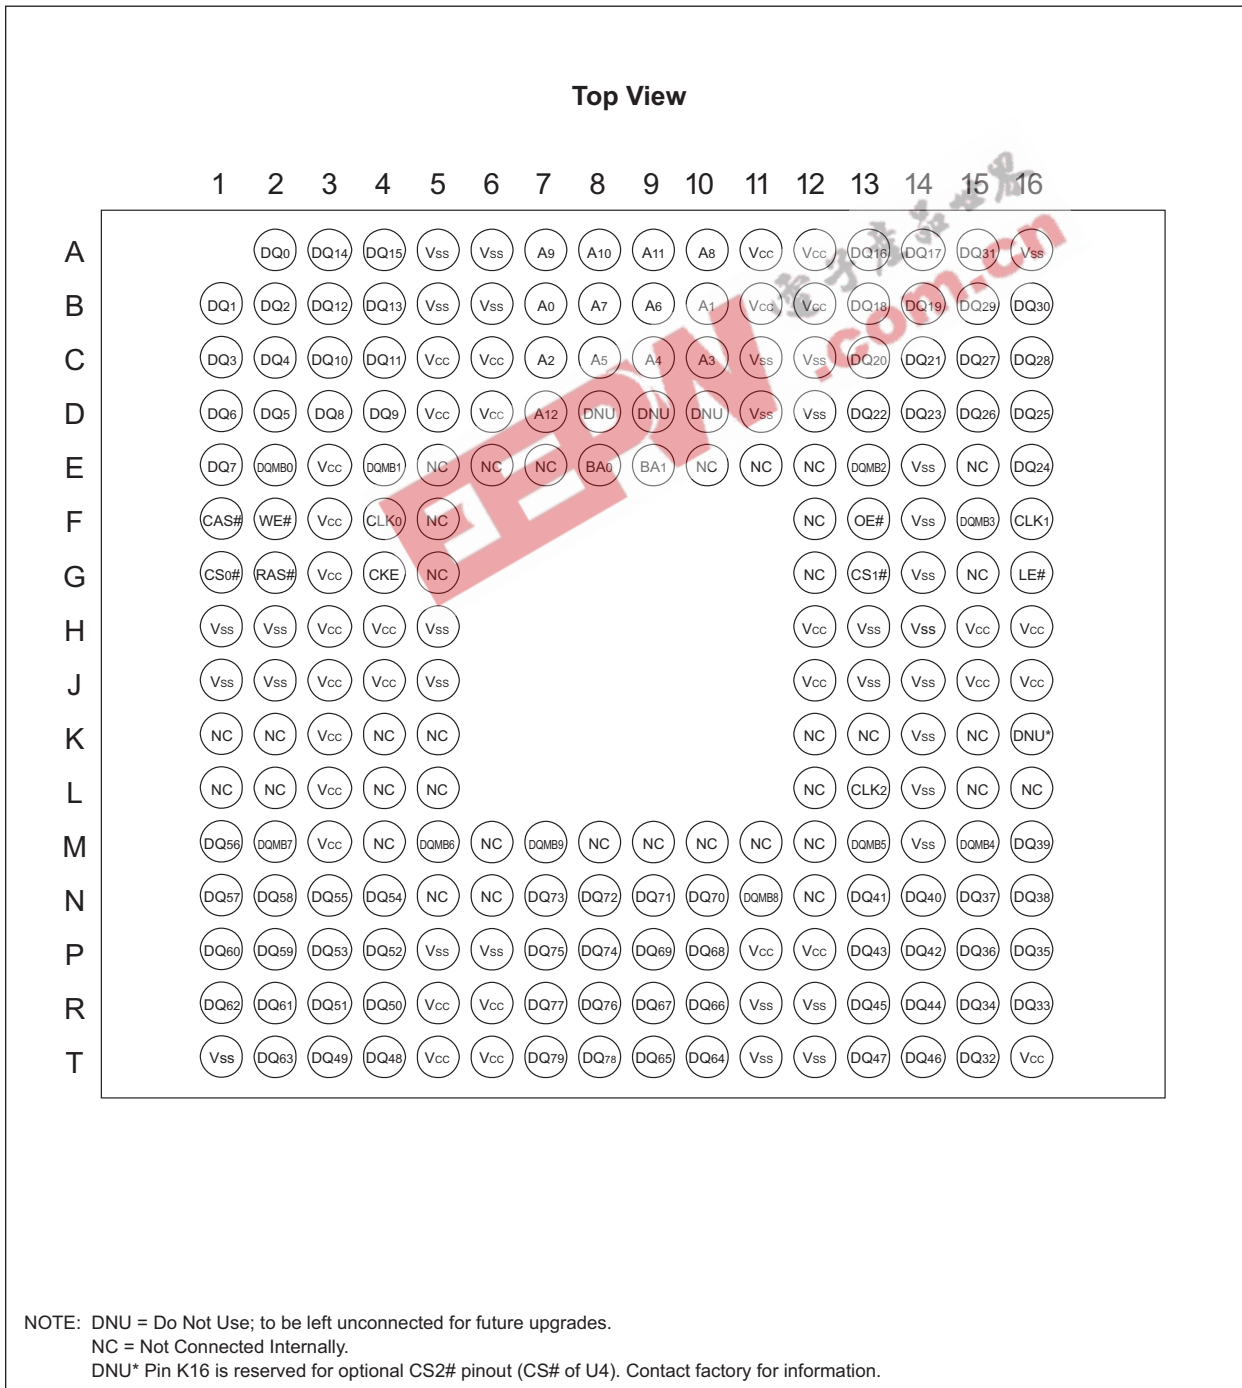 Top View
1 2 3 4 5 6 7 8 9 10 11 12 13 14 15 16
A DQ0 DQ14 DQ15 Vss Vss A9 A10 A11 A8 Vcc Vcc DQ16 DQ17 DQ31 Vss
B DQ1 DQ2 DQ12 DQ13 Vss Vss A0 A7 A6 A1 Vcc Vcc DQ18 DQ19 DQ29 DQ30
C DQ3 DQ4 DQ10 DQ11 Vcc Vcc A2 A5 A4 A3 Vss Vss DQ20 DQ21 DQ27 DQ28
D DQ6 DQ5 DQ8 DQ9 Vcc Vcc A12 DNU DNU DNU Vss Vss DQ22 DQ23 DQ26 DQ25
E DQ7 DQMB0 Vcc DQMB1 NC NC NC BA0 BA1 NC NC NC DQMB2 Vss NC DQ24
F CAS# WE# Vcc CLK0 NC NC OE# Vss DQMB3 CLK1
G CS0# RAS# Vcc CKE NC NC CS1# Vss NC LE#
H Vss Vss Vcc Vcc Vss Vcc Vss Vss Vcc Vcc
J Vss Vss Vcc Vcc Vss Vcc Vss Vss Vcc Vcc
K NC NC Vcc NC NC NC NC Vss NC DNU*
L NC NC Vcc NC NC NC CLK2 Vss NC NC
M DQ56 DQMB7 Vcc NC DQMB6 NC DQMB9 NC NC NC NC NC DQMB5 Vss DQMB4 DQ39
N DQ57 DQ58 DQ55 DQ54 NC NC DQ73 DQ72 DQ71 DQ70 DQMB8 NC DQ41 DQ40 DQ37 DQ38
P DQ60 DQ59 DQ53 DQ52 Vss Vss DQ75 DQ74 DQ69 DQ68 Vcc Vcc DQ43 DQ42 DQ36 DQ35
R DQ62 DQ61 DQ51 DQ50 Vcc Vcc DQ77 DQ76 DQ67 DQ66 Vss Vss DQ45 DQ44 DQ34 DQ33
T Vss DQ63 DQ49 DQ48 Vcc Vcc DQ79 DQ78 DQ65 DQ64 Vss Vss DQ47 DQ46 DQ32 Vcc
EEPW.com.cn
电子产品世界
NOTE: DNU = Do Not Use; to be left unconnected for future upgrades.
NC = Not Connected Internally.
DNU* Pin K16 is reserved for optional CS2# pinout (CS# of U4). Contact factory for information.